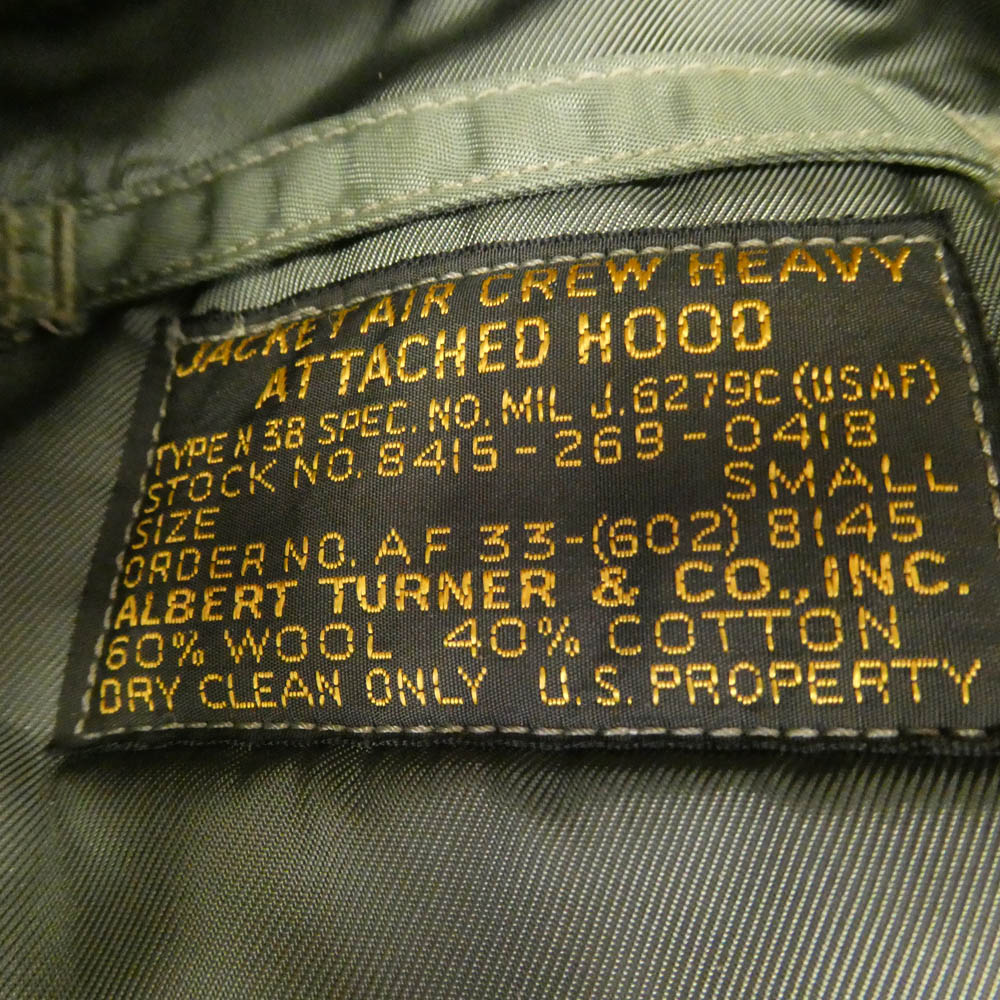 JACKET AIR CREW HEAVY
ATTACHED HOOD
TYPE N 3B SPEC. NO. MIL J.6279C (USAF)
STOCK NO. 8415-269-0418
SIZE SMALL
ORDER NO. AF 33-(602) 8145
ALBERT TURNER & CO., INC.
60% WOOL 40% COTTON
DRY CLEAN ONLY U.S. PROPERTY